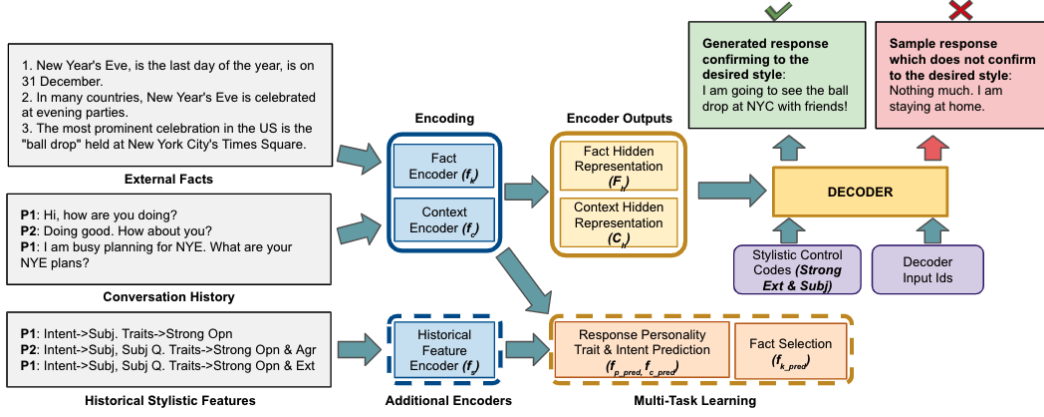 1. New Year's Eve, is the last day of the year, is on
31 December.
2. In many countries, New Year's Eve is celebrated
at evening parties.
3. The most prominent celebration in the US is the
"ball drop" held at New York City's Times Square.
External Facts
P1: Hi, how are you doing?
P2: Doing good. How about you?
P1: I am busy planning for NYE. What are your
NYE plans?
Conversation History
P1: Intent->Subj. Traits->Strong Opn
P2: Intent->Subj, Subj Q. Traits->Strong Opn & Agr
P1: Intent->Subj, Subj Q. Traits->Strong Opn & Ext
Historical Stylistic Features
Encoding
Fact
Encoder (f_k)
Context
Encoder (f_c)
Historical
Feature
Encoder (f_s)
Additional Encoders
Encoder Outputs
Fact Hidden
Representation
(F_h)
Context Hidden
Representation
(C_h)
Response Personality
Trait & Intent Prediction
(f_p_pred, f_c_pred)
Fact Selection
(f_k_pred)
Multi-Task Learning
Generated response
confirming to the
desired style:
I am going to see the ball
drop at NYC with friends!
Sample response
which does not confirm
to the desired style:
Nothing much. I am
staying at home.
DECODER
Stylistic Control
Codes (Strong
Ext & Subj)
Decoder
Input Ids